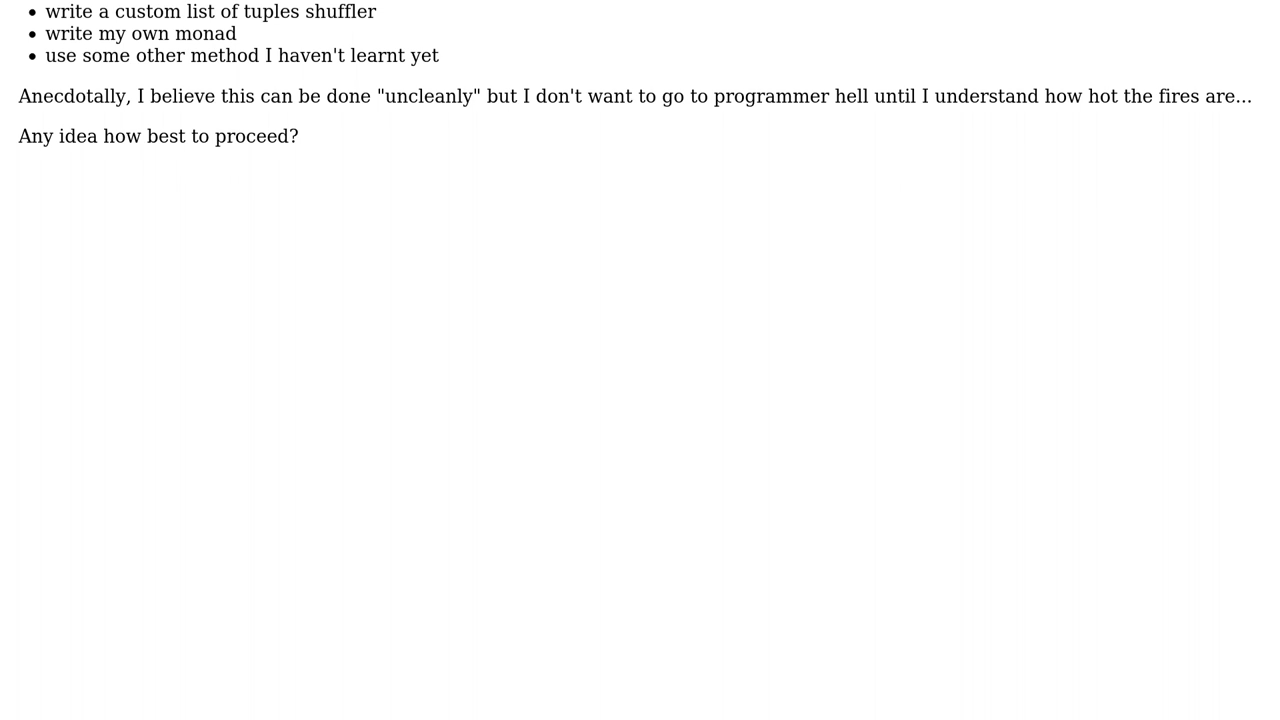 • write a custom list of tuples shuffler
• write my own monad
• use some other method I haven't learnt yet
Anecdotally, I believe this can be done "uncleanly" but I don't want to go to programmer hell until I understand how hot the fires are...
Any idea how best to proceed?